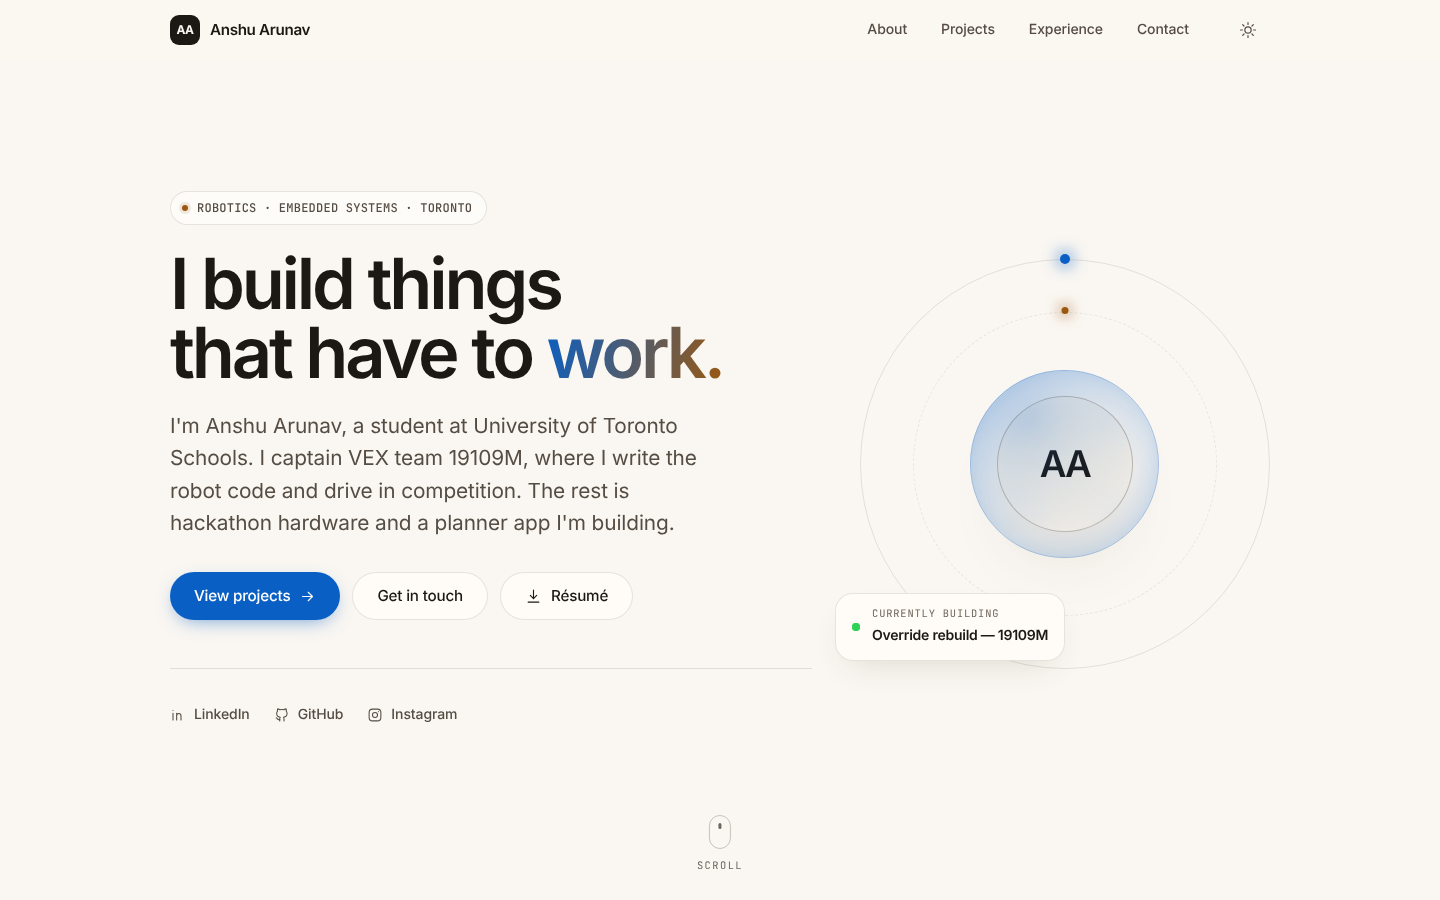 AA Anshu Arunav
About Projects Experience Contact
ROBOTICS · EMBEDDED SYSTEMS · TORONTO
I build things
that have to work.
I'm Anshu Arunav, a student at University of Toronto
Schools. I captain VEX team 19109M, where I write the
robot code and drive in competition. The rest is
hackathon hardware and a planner app I'm building.
View projects Get in touch Résumé
in LinkedIn GitHub Instagram
AA
CURRENTLY BUILDING
Override rebuild — 19109M
SCROLL